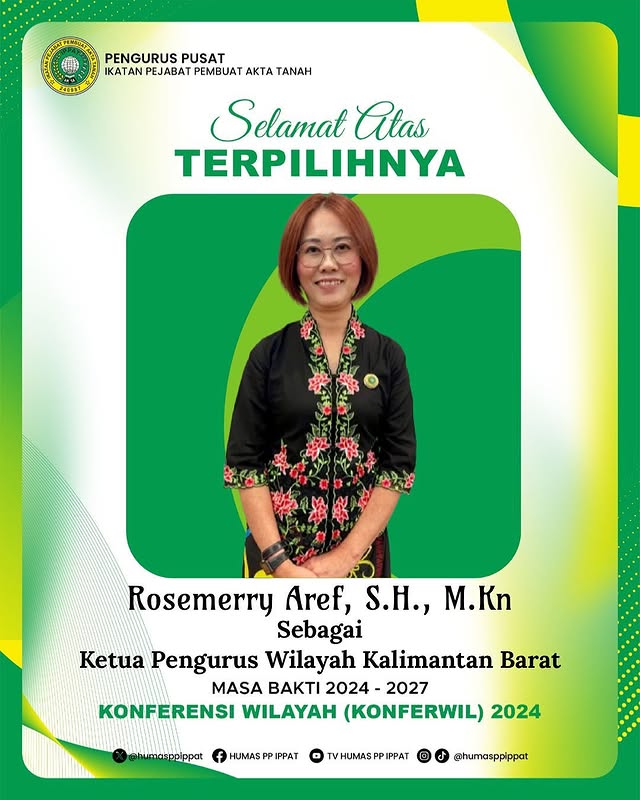 PENGURUS PUSAT
IKATAN PEJABAT PEMBUAT AKTA TANAH
Selamat Atas
TERPILIHNYA
Rosemerry Aref, S.H., M.Kn
Sebagai
Ketua Pengurus Wilayah Kalimantan Barat
MASA BAKTI 2024 - 2027
KONFERENSI WILAYAH (KONFERWIL) 2024
@humasppippat HUMAS PP IPPAT TV HUMAS PP IPPAT @humasppippat